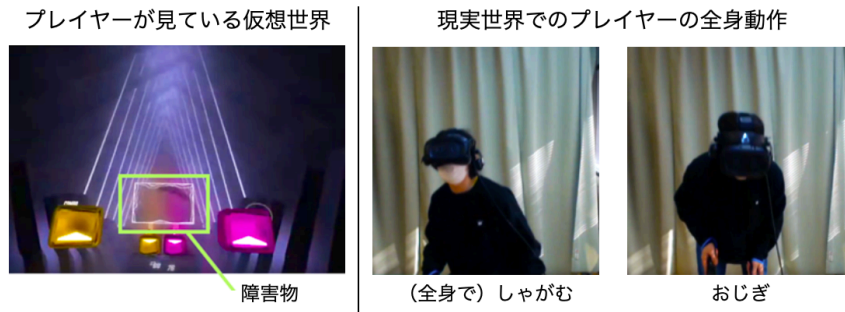 プレイヤーが見ている仮想世界
現実世界でのプレイヤーの全身動作
障害物
（全身で）しゃがむ
おじぎ